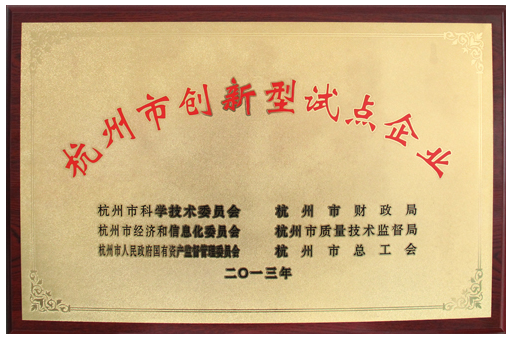 杭州市创新型试点企业
杭州市科学技术委员会 杭州市财政局
杭州市经济和信息化委员会 杭州市质量技术监督局
杭州市人民政府国有资产监督管理委员会 杭州市总工会
二〇一三年